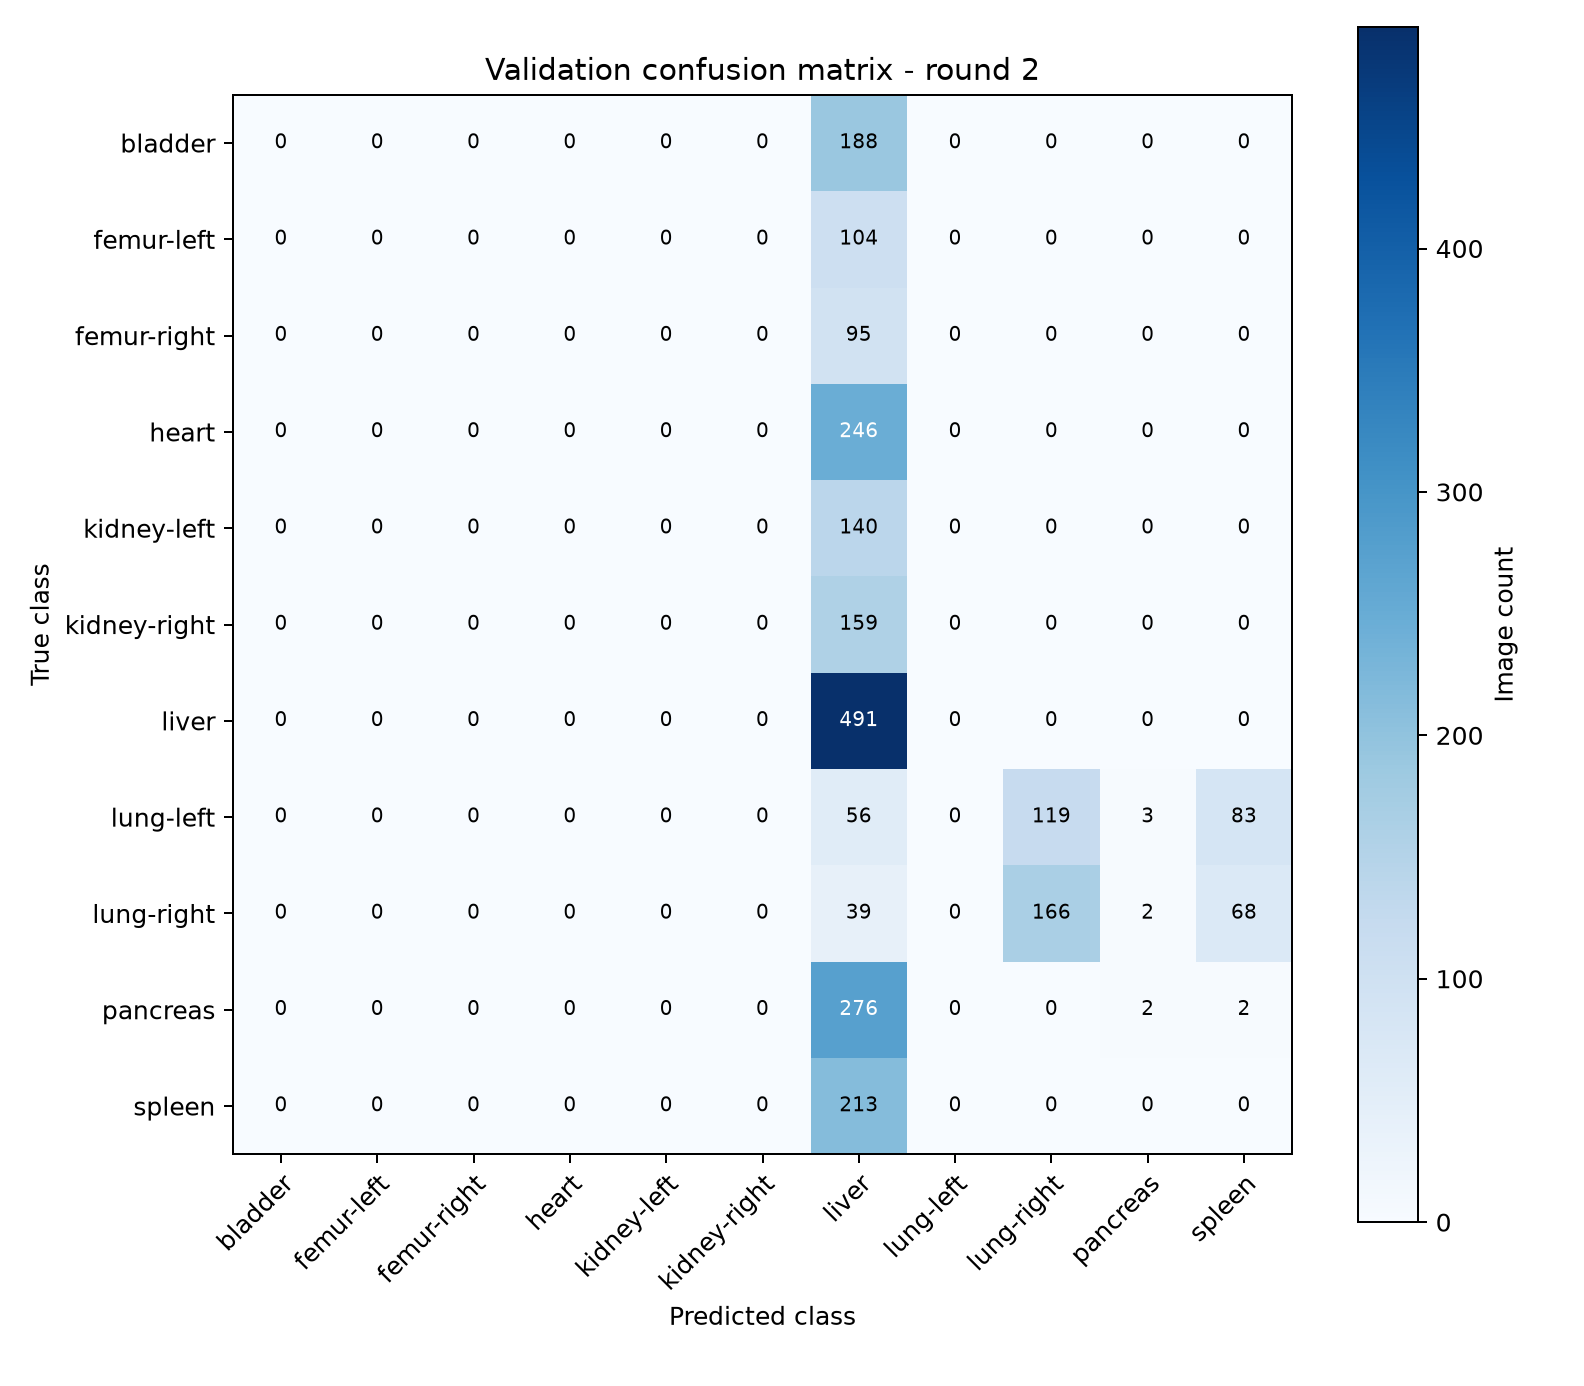 Validation confusion matrix - round 2
True class
bladder 0 0 0 0 0 0 188 0 0 0 0
femur-left 0 0 0 0 0 0 104 0 0 0 0
femur-right 0 0 0 0 0 0 95 0 0 0 0
heart 0 0 0 0 0 0 246 0 0 0 0
kidney-left 0 0 0 0 0 0 140 0 0 0 0
kidney-right 0 0 0 0 0 0 159 0 0 0 0
liver 0 0 0 0 0 0 491 0 0 0 0
lung-left 0 0 0 0 0 0 56 0 119 3 83
lung-right 0 0 0 0 0 0 39 0 166 2 68
pancreas 0 0 0 0 0 0 276 0 0 2 2
spleen 0 0 0 0 0 0 213 0 0 0 0
bladder femur-left femur-right heart kidney-left kidney-right liver lung-left lung-right pancreas spleen
Predicted class
400
300
200
100
0
Image count